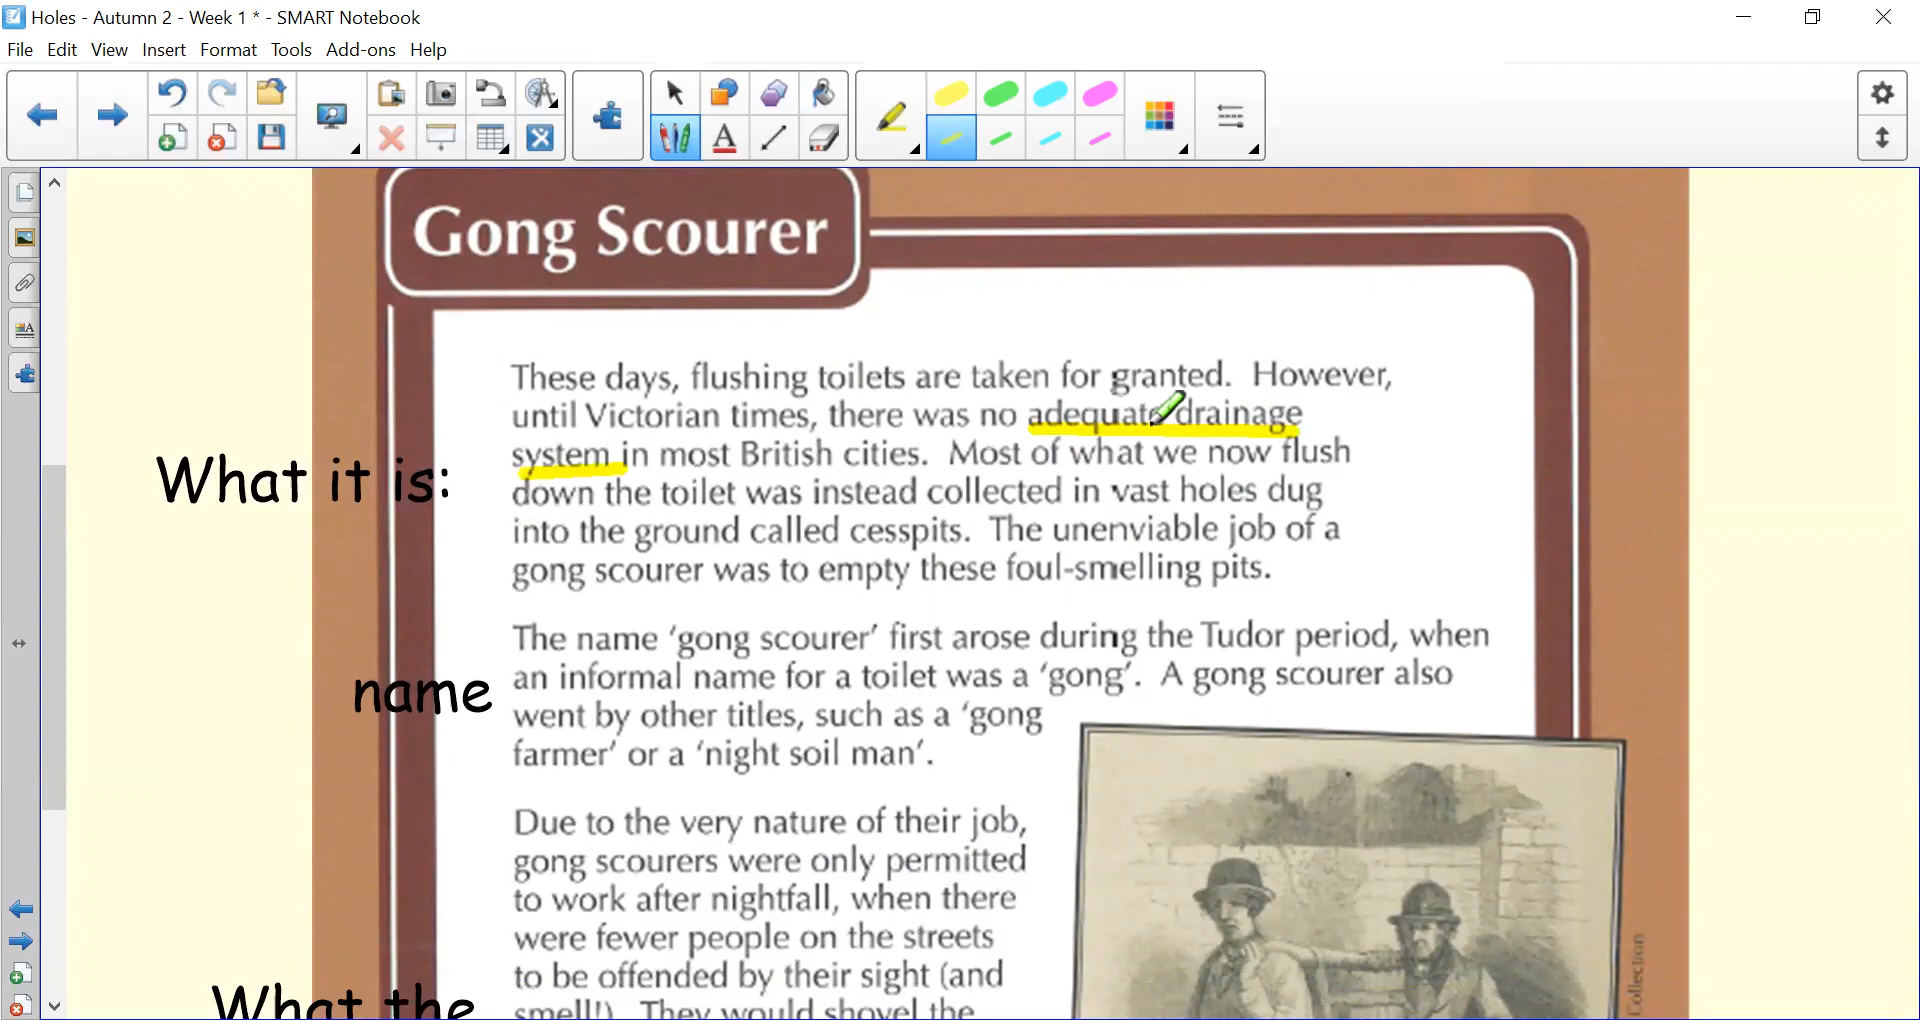 Holes - Autumn 2 - Week 1 * - SMART Notebook
File Edit View Insert Format Tools Add-ons Help
Gong Scourer
These days, flushing toilets are taken for granted. However,
until Victorian times, there was no adequate drainage
system in most British cities. Most of what we now flush
down the toilet was instead collected in vast holes dug
into the ground called cesspits. The unenviable job of a
gong scourer was to empty these foul-smelling pits.
What it is:
The name 'gong scourer' first arose during the Tudor period, when
an informal name for a toilet was a 'gong'. A gong scourer also
went by other titles, such as a 'gong
farmer' or a 'night soil man'.
name
Due to the very nature of their job,
gong scourers were only permitted
to work after nightfall, when there
were fewer people on the streets
to be offended by their sight (and
smell!). They would shovel the
What the
Collection